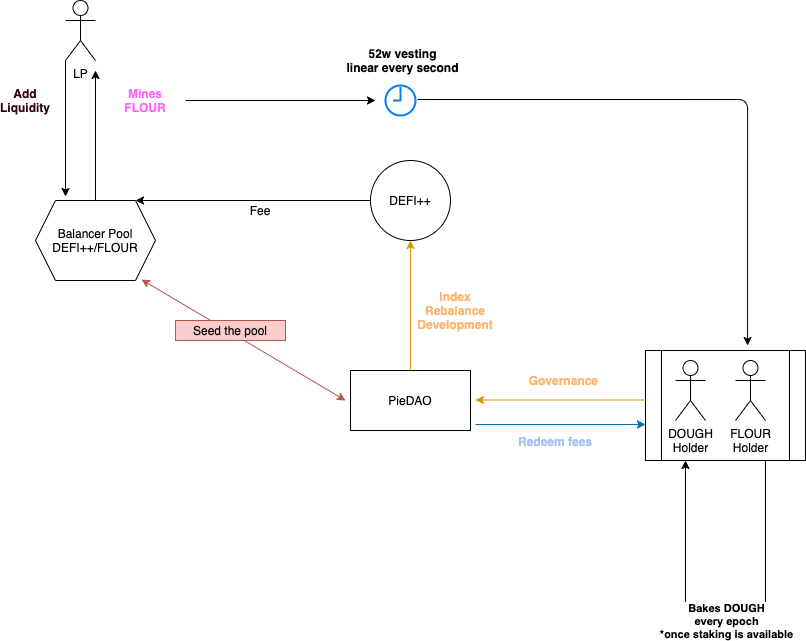 52w vesting
linear every second
LP
Add
Liquidity
Mines
FLOUR
DEFI++
Fee
Balancer Pool
DEFI++/FLOUR
index
Rebalance
Development
Seed the pool
PieDAO
Governance
Redeem fees
DOUGH
Holder
FLOUR
Holder
Bakes DOUGH
every epoch
*once staking is available